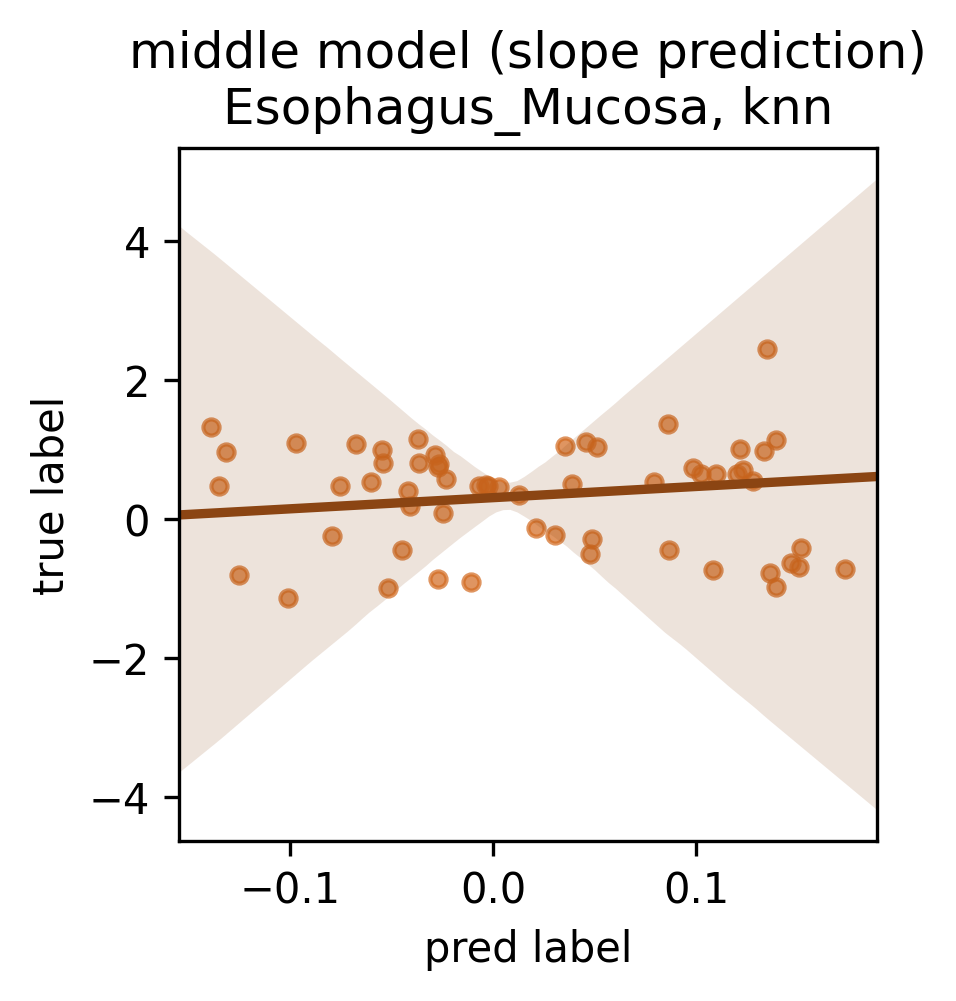 middle model (slope prediction)
Esophagus_Mucosa, knn
4
2
0
−2
−4
true label
−0.1
0.0
0.1
pred label